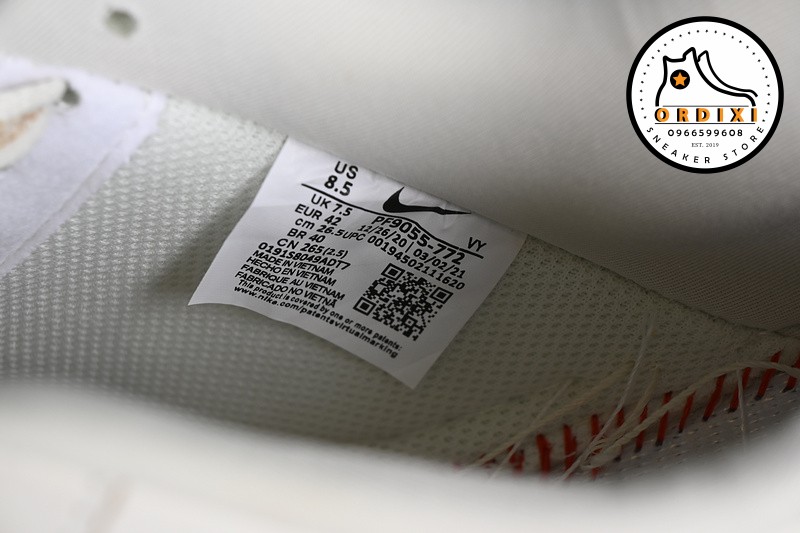 ORDIXI
0966599608
EST. 2019
SNEAKER STORE
US
8.5
UK 7.5
EUR 42
cm 26.5
BR 40
CN 265(2.5)
PF9055-772 VY
12/26/20 | 03/02/21
UPC 00194502111620
0191S8049ADT7
MADE IN VIETNAM
HECHO EN VIETNAM
FABRIQUE AU VIETNAM
FABRICADO NO VIETNÃ
This product is covered by one or more patents:
www.nike.com/patentsvirtualmarking